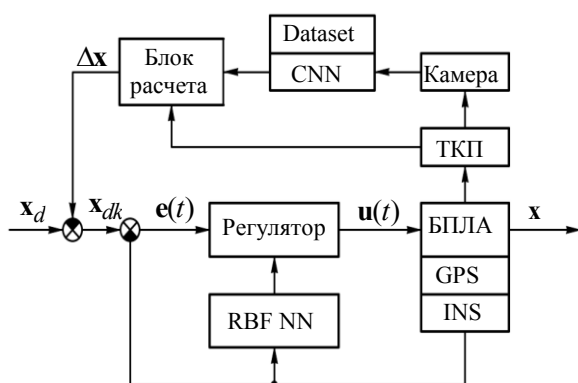 Dataset
Δx
Блок
расчета
CNN
Камера
ТКП
x_d
x_dk
e(t)
Регулятор
u(t)
БПЛА
x
GPS
RBF NN
INS